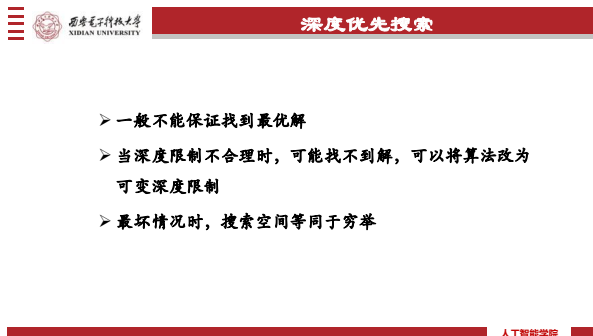 西安电子科技大学
XIDIAN UNIVERSITY
深度优先搜索
➢ 一般不能保证找到最优解
➢ 当深度限制不合理时，可能找不到解，可以将算法改为
可变深度限制
➢ 最坏情况时，搜索空间等同于穷举
人工智能学院